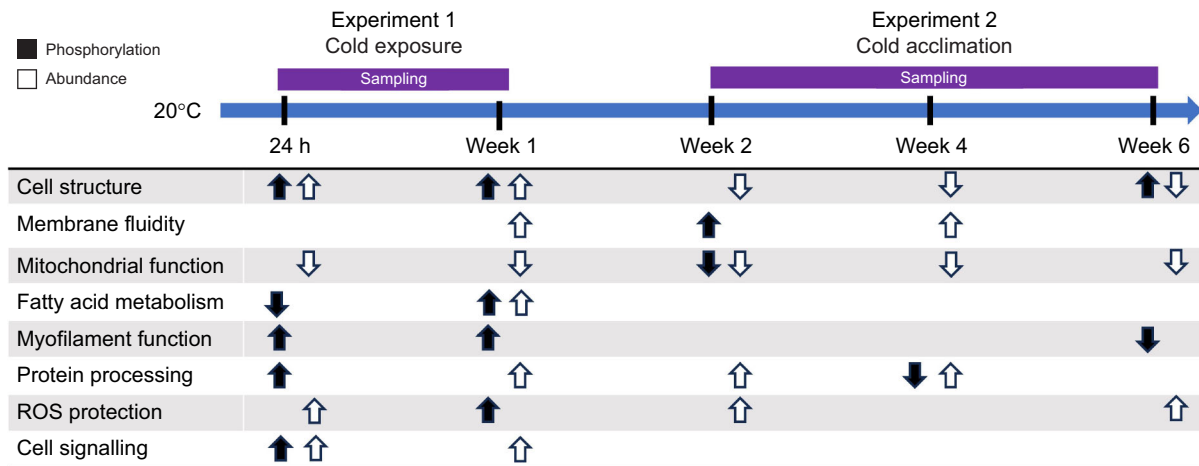 Experiment 1
Cold exposure
Experiment 2
Cold acclimation
Phosphorylation
Abundance
Sampling
Sampling
20°C
24 h
Week 1
Week 2
Week 4
Week 6
Cell structure
Membrane fluidity
Mitochondrial function
Fatty acid metabolism
Myofilament function
Protein processing
ROS protection
Cell signalling